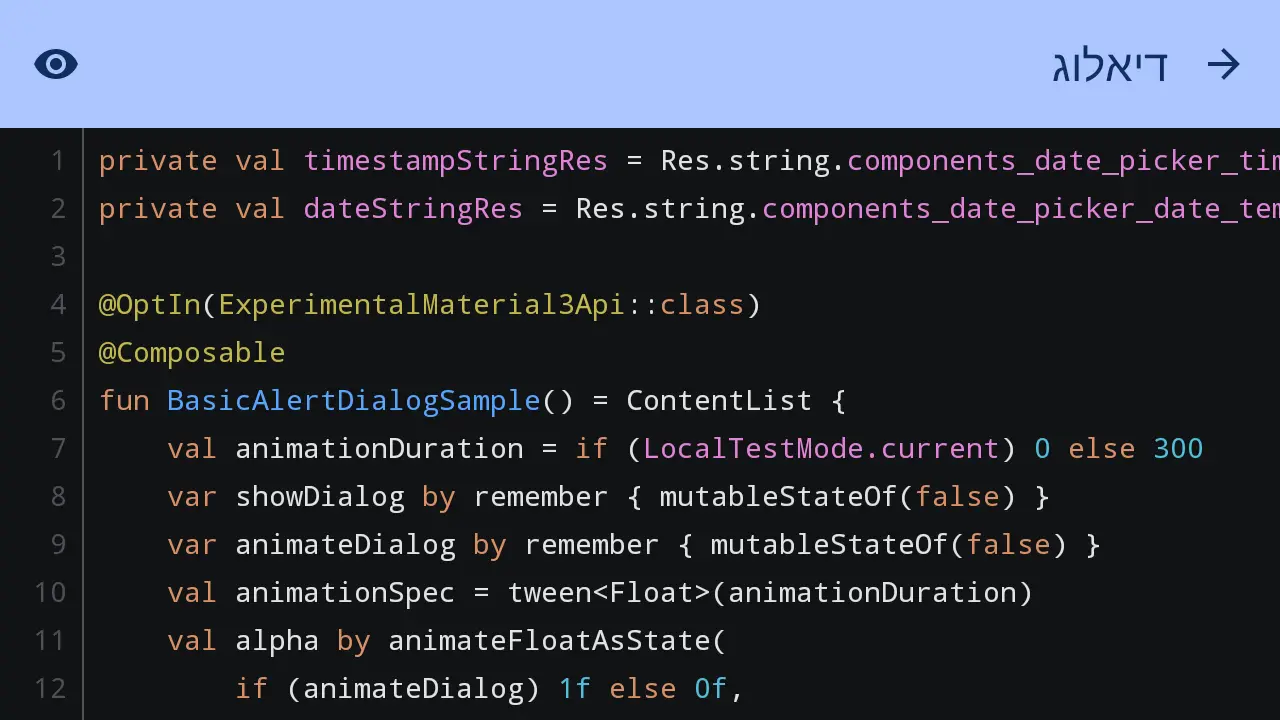 דיאלוג
1 private val timestampStringRes = Res.string.components_date_picker_tim
2 private val dateStringRes = Res.string.components_date_picker_date_tem
3
4 @OptIn(ExperimentalMaterial3Api::class)
5 @Composable
6 fun BasicAlertDialogSample() = ContentList {
7     val animationDuration = if (LocalTestMode.current) 0 else 300
8     var showDialog by remember { mutableStateOf(false) }
9     var animateDialog by remember { mutableStateOf(false) }
10     val animationSpec = tween<Float>(animationDuration)
11     val alpha by animateFloatAsState(
12         if (animateDialog) 1f else 0f,